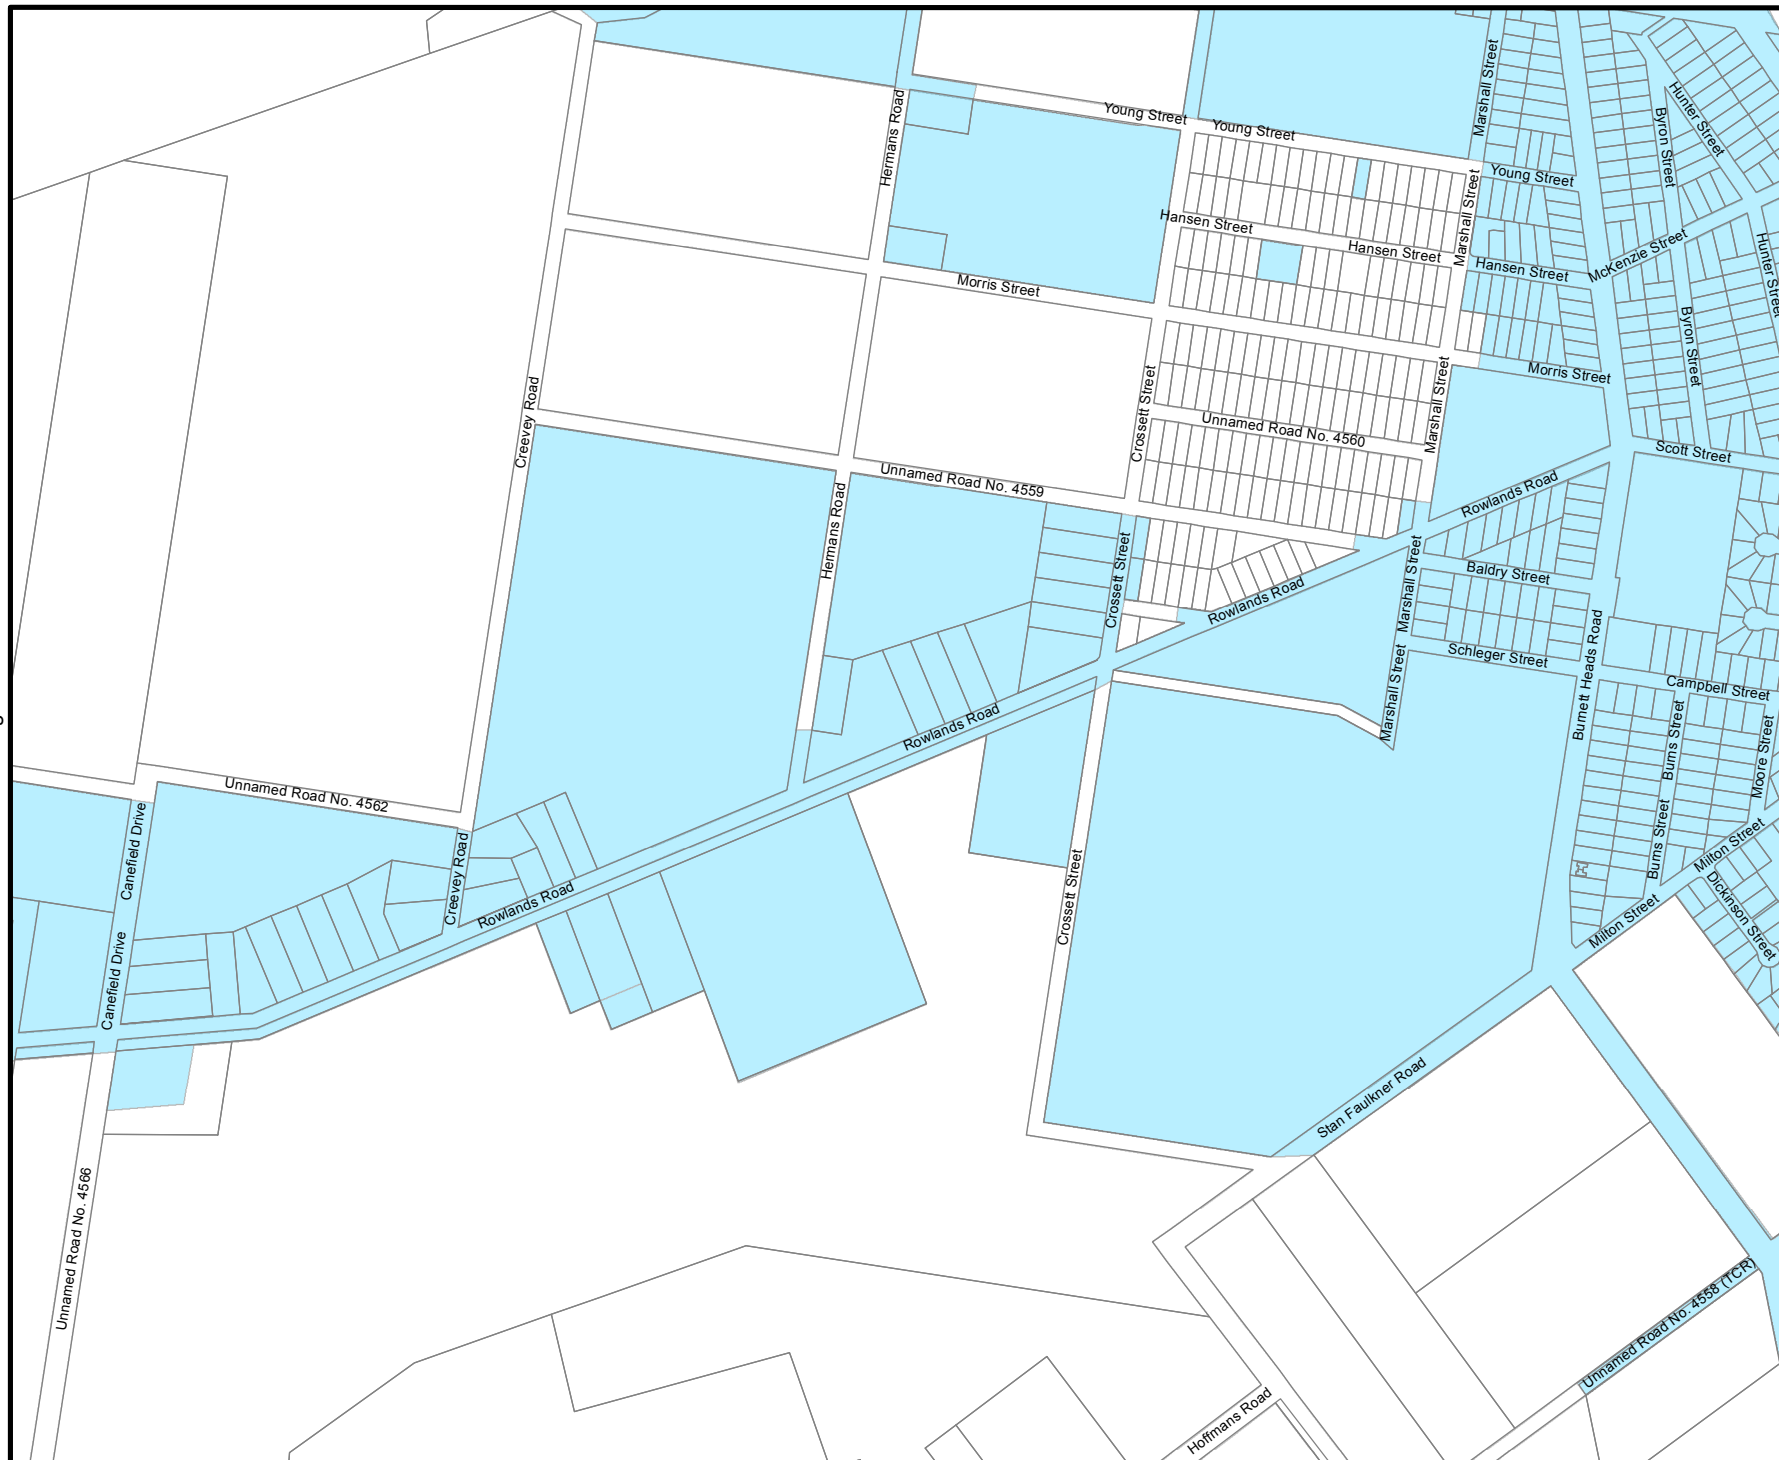 Marshall Street
Hunter Street
Byron Street
Hermans Road
Young Street
Young Street
Young Street
Marshall Street
Hansen Street
Hansen Street
Hansen Street
McKenzie Street
Hunter Street
Morris Street
Byron Street
Morris Street
Creevey Road
Crossett Street
Marshall Street
Unnamed Road No. 4560
Scott Street
Unnamed Road No. 4559
Rowlands Road
Hermans Road
Crossett Street
Marshall Street
Baldry Street
Rowlands Road
Schleger Street
Burnett Heads Road
Campbell Street
Marshall Street
Rowlands Road
Burns Street
Moore Street
Unnamed Road No. 4562
Canefield Drive
Creevey Road
Rowlands Road
Crossett Street
Burns Street
Milton Street
Milton Street
Dickinson Street
Canefield Drive
Stan Faulkner Road
Unnamed Road No. 4566
Unnamed Road No. 4558 (TCR)
Hoffmans Road